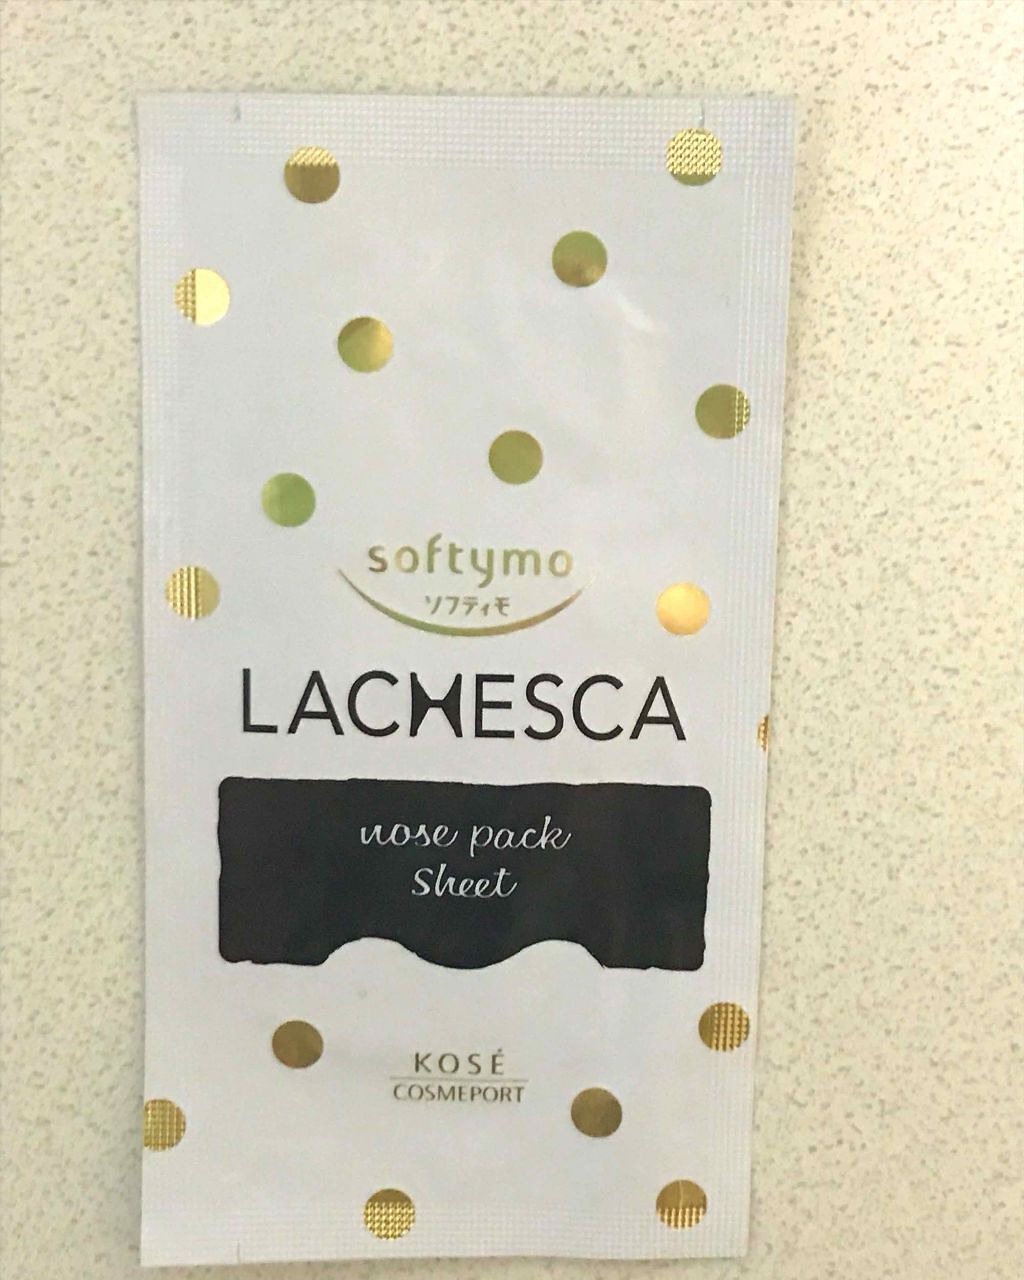 softymo
ソフティモ
LACHESCA
nose pack
Sheet
KOSÉ
COSMEPORT